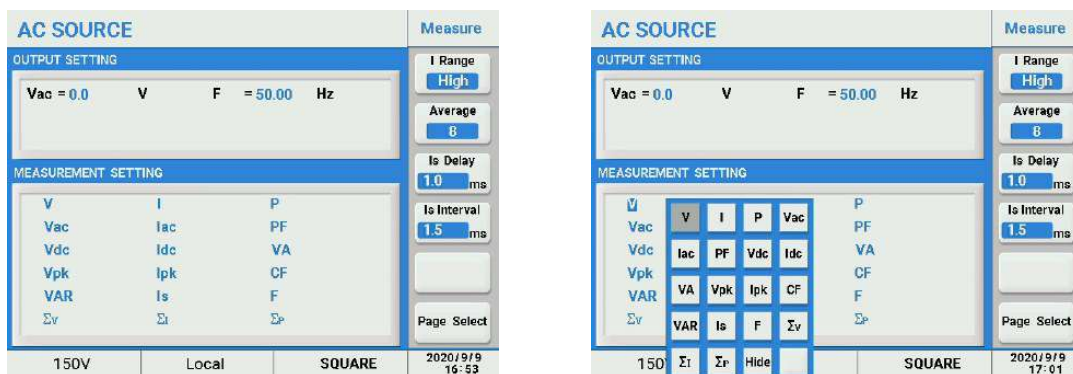 AC SOURCE
Measure
OUTPUT SETTING
Vac = 0.0 V F = 50.00 Hz
I Range
High
Average
8
MEASUREMENT SETTING
Is Delay
1.0 ms
Is Interval
1.5 ms
V I P
Vac Iac PF
Vdc Idc VA
Vpk Ipk CF
VAR Is F
Σv Σi Σp
Page Select
150V Local SQUARE 2020/9/9
16:53
AC SOURCE
Measure
OUTPUT SETTING
Vac = 0.0 V F = 50.00 Hz
I Range
High
Average
8
MEASUREMENT SETTING
Is Delay
1.0 ms
Is Interval
1.5 ms
V P
Vac PF
Vdc VA
Vpk CF
VAR F
Σv Σp
V I P Vac
Iac PF Vdc Idc
VA Vpk Ipk CF
VAR Is F Σv
Σi Σp Hide
Page Select
150 SQUARE 2020/9/9
17:01